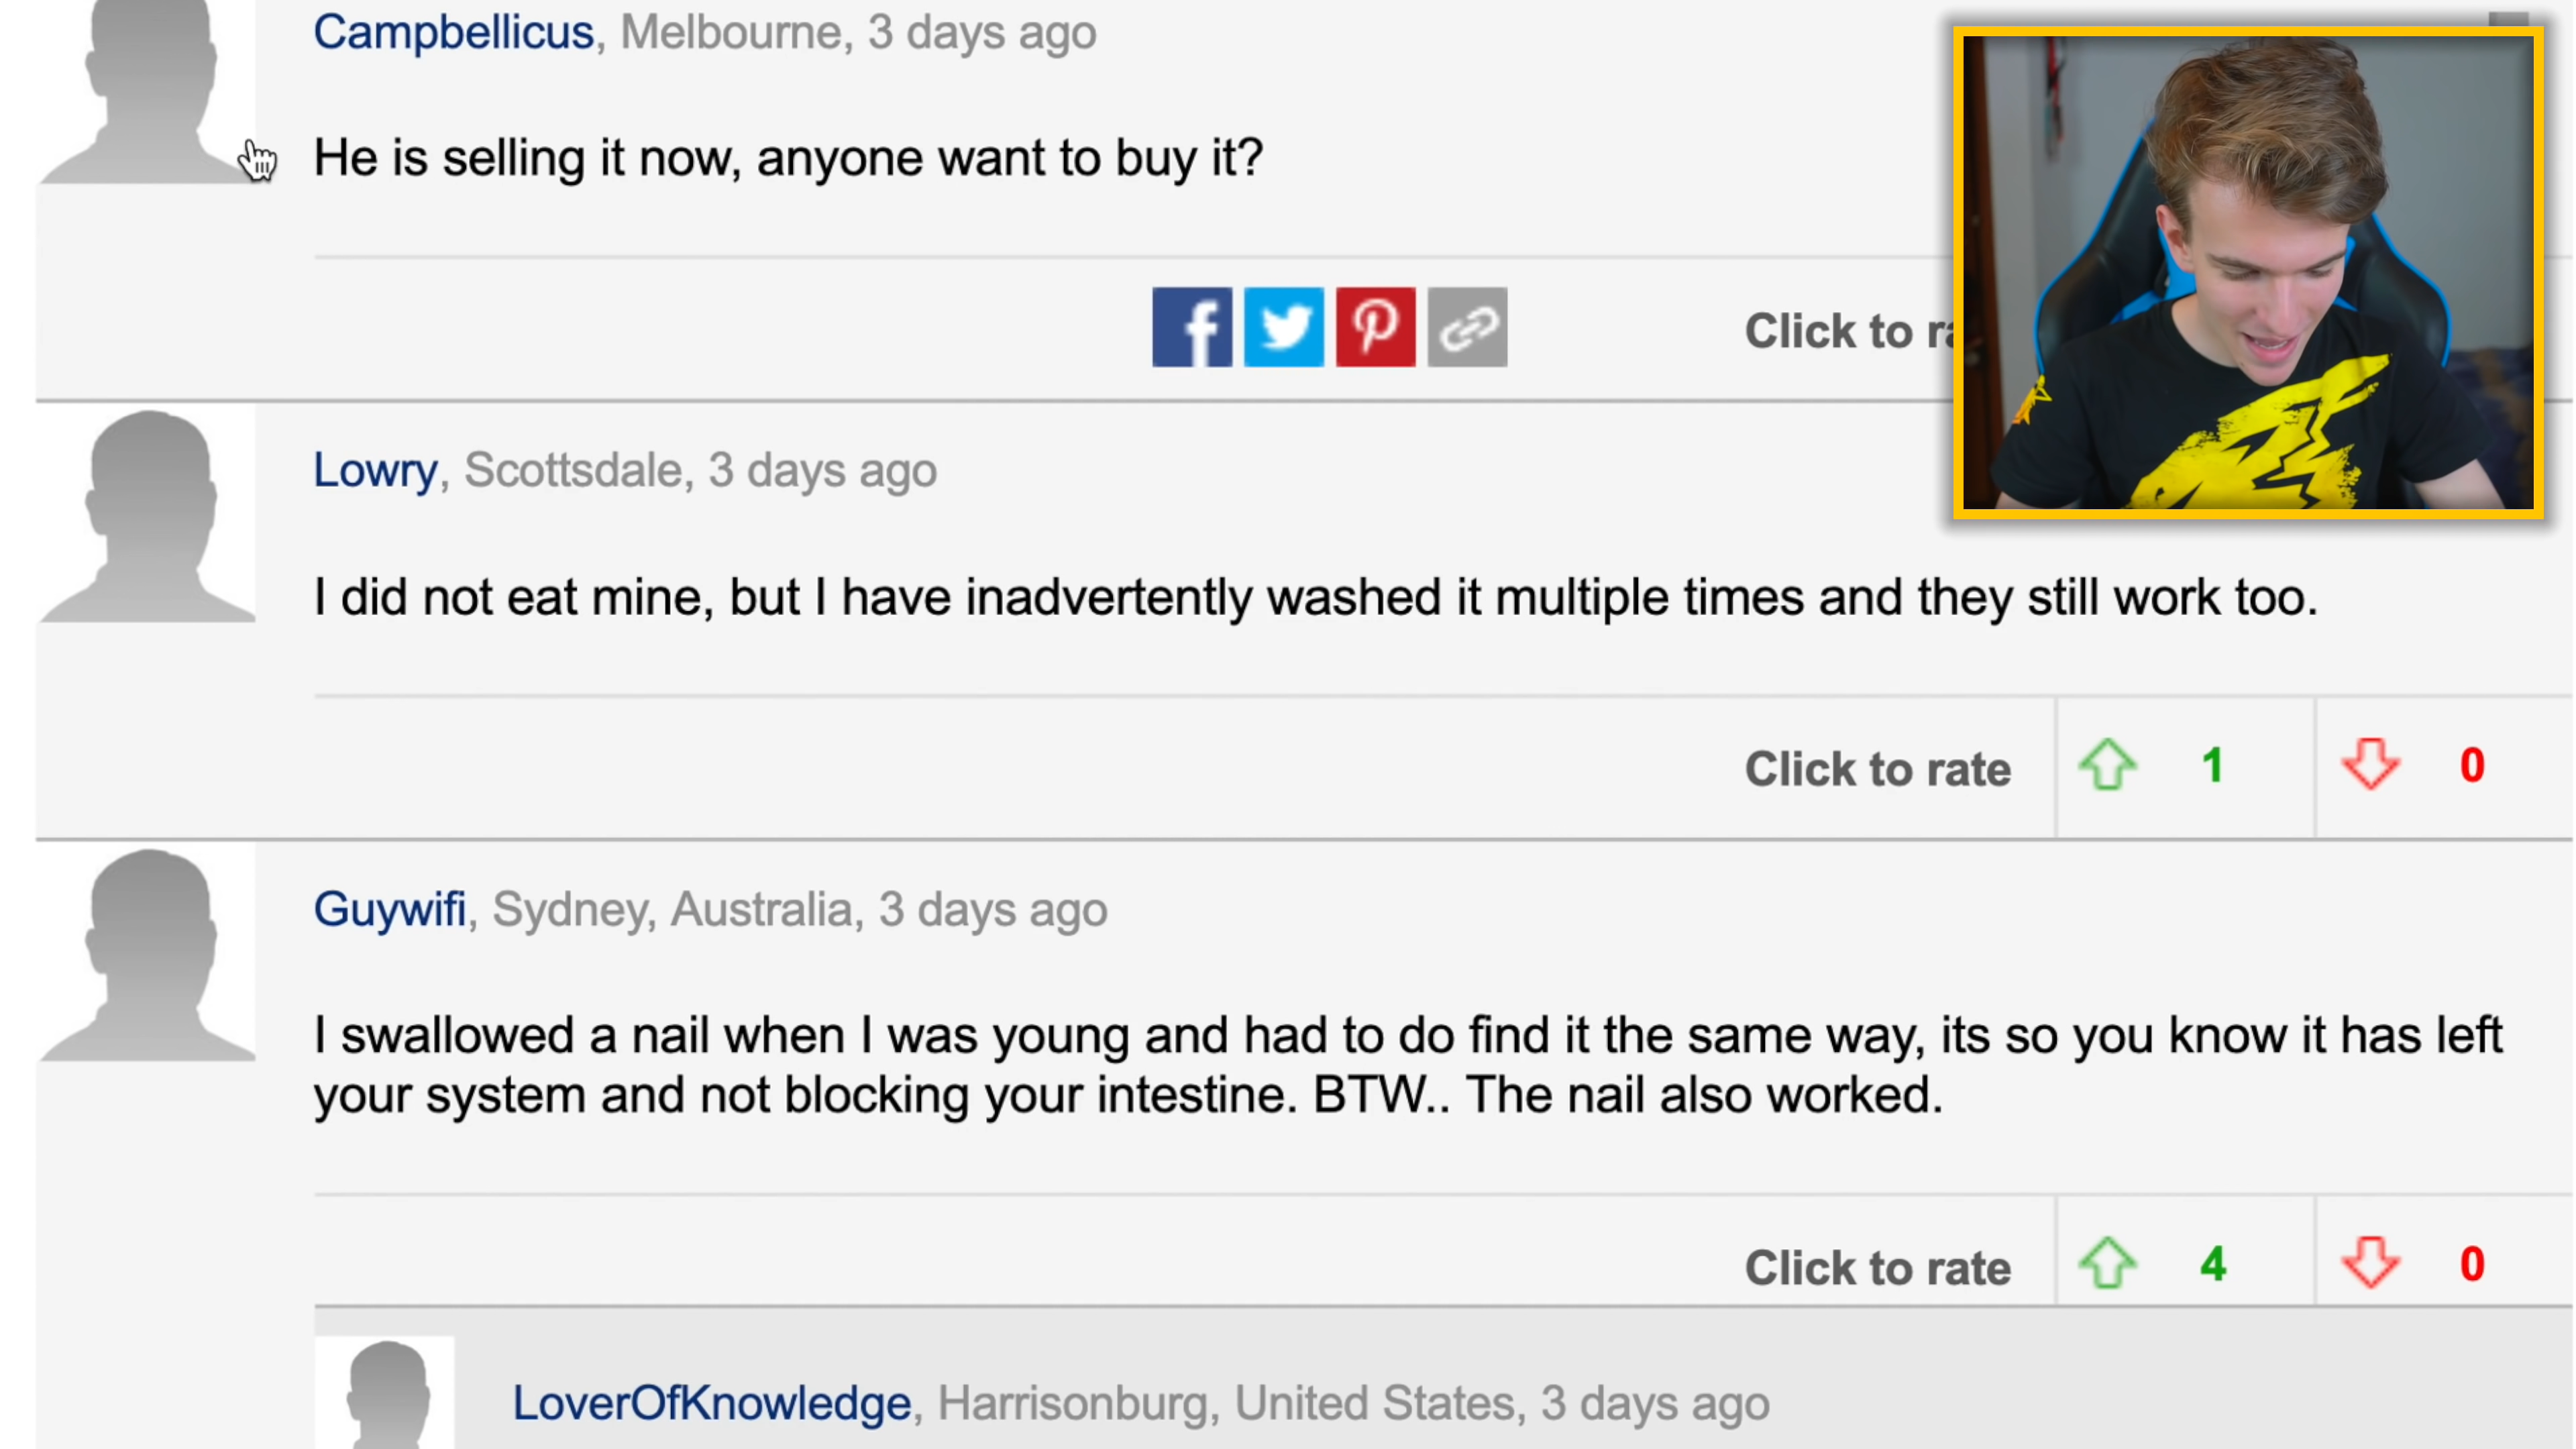 Campbellicus, Melbourne, 3 days ago
He is selling it now, anyone want to buy it?
Click to
Lowry, Scottsdale, 3 days ago
I did not eat mine, but I have inadvertently washed it multiple times and they still work too.
Click to rate 1 0
Guywifi, Sydney, Australia, 3 days ago
I swallowed a nail when I was young and had to do find it the same way, its so you know it has left
your system and not blocking your intestine. BTW.. The nail also worked.
Click to rate 4 0
LoverOfKnowledge, Harrisonburg, United States, 3 days ago